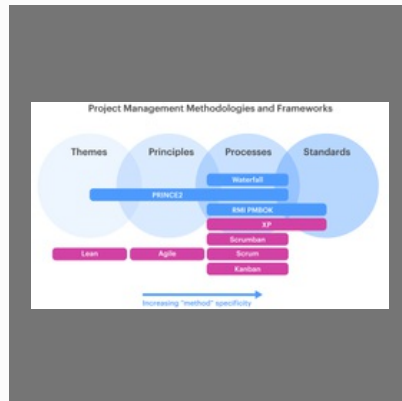 Project Management Methodologies and Frameworks
Themes Principles Processes Standards
Waterfall
PRINCE2
RMI PMBOK
XP
Scrumban
Lean Agile Scrum
Kanban
Increasing "method" specificity